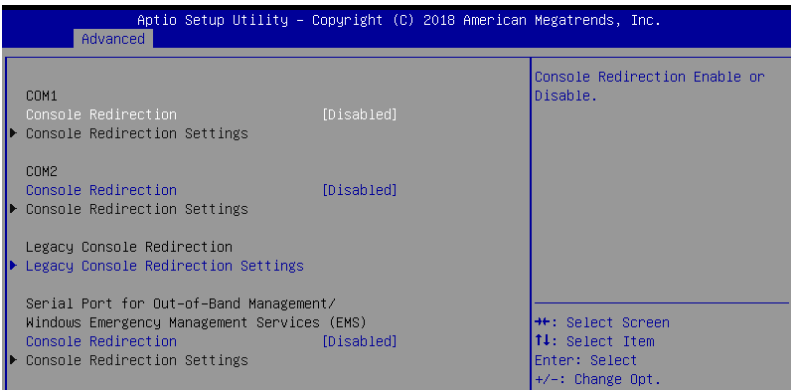 Aptio Setup Utility – Copyright (C) 2018 American Megatrends, Inc.
Advanced
COM1
Console Redirection [Disabled]
Console Redirection Settings
COM2
Console Redirection [Disabled]
Console Redirection Settings
Legacy Console Redirection
Legacy Console Redirection Settings
Serial Port for Out-of-Band Management/
Windows Emergency Management Services (EMS)
Console Redirection [Disabled]
Console Redirection Settings
Console Redirection Enable or
Disable.
→←: Select Screen
↑↓: Select Item
Enter: Select
+/-: Change Opt.